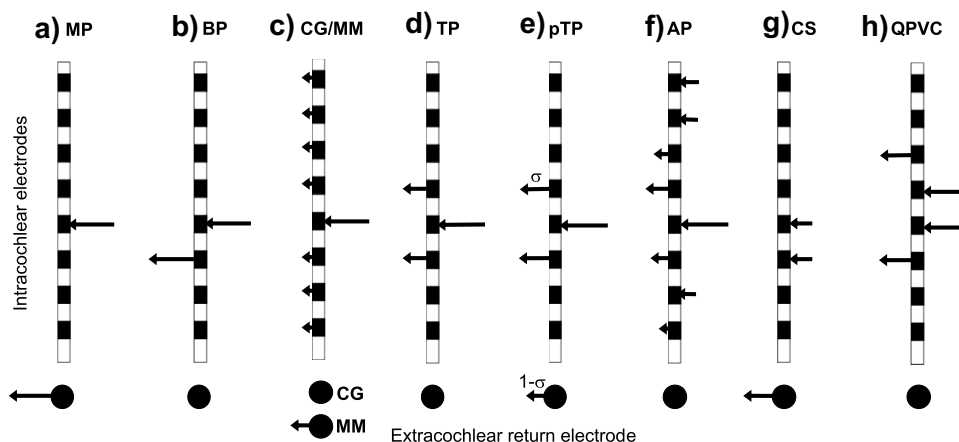 a) MP b) BP c) CG/MM d) TP e) pTP f) AP g) CS h) QPVC
Intracochlear electrodes
σ
1-σ
CG
MM
Extracochlear return electrode